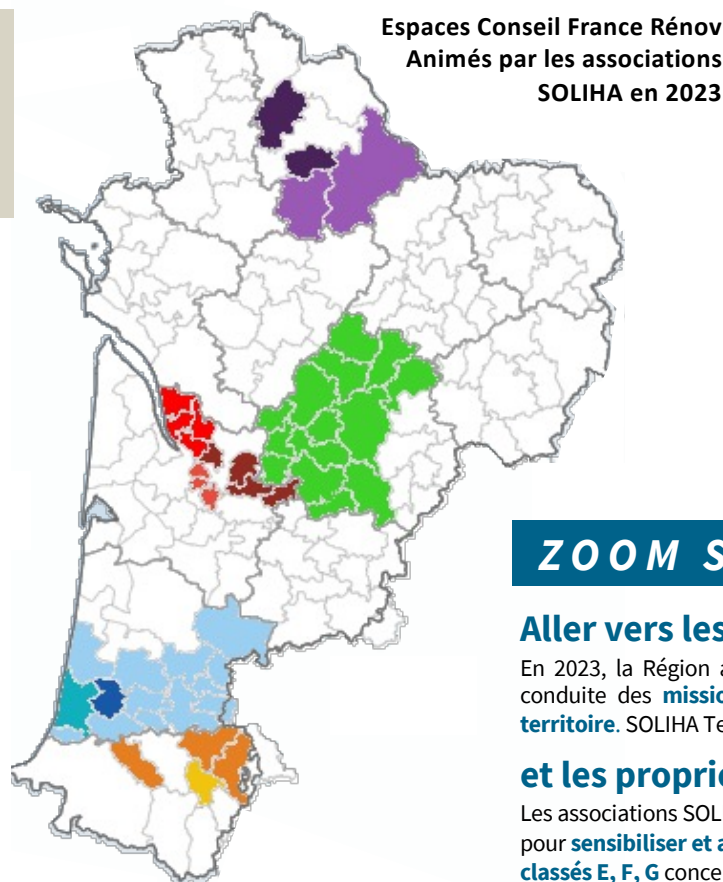 Espaces Conseil France Rénov
Animés par les associations
SOLIHA en 2023
ZOOM S
Aller vers les
En 2023, la Région a
conduite des missio
territoire. SOLIHA Te
et les proprie
Les associations SOL
pour sensibiliser et a
classés E, F, G conce